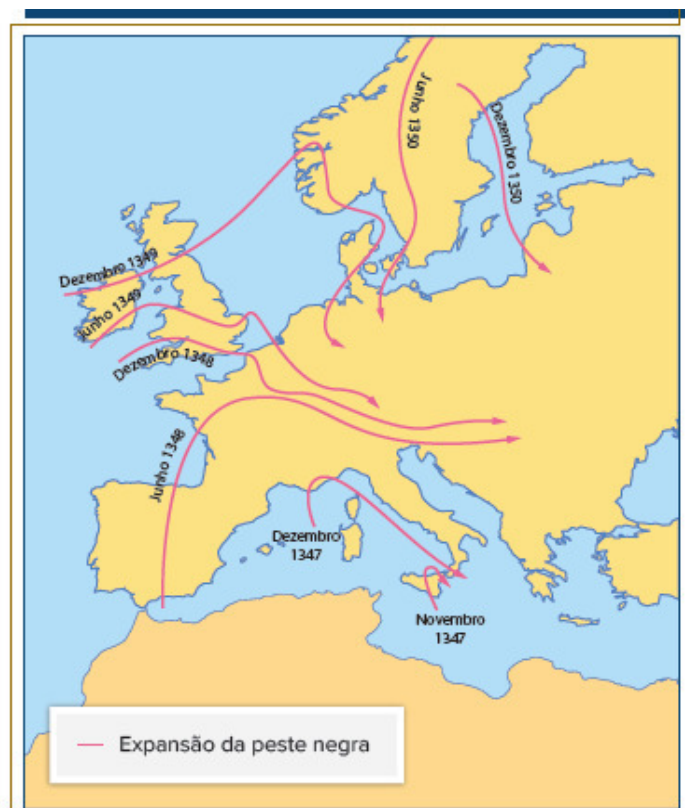 Junho 1350
Dezembro 1350
Dezembro 1349
Junho 1349
Dezembro 1348
Junho 1348
Dezembro
1347
Novembro
1347
Expansão da peste negra